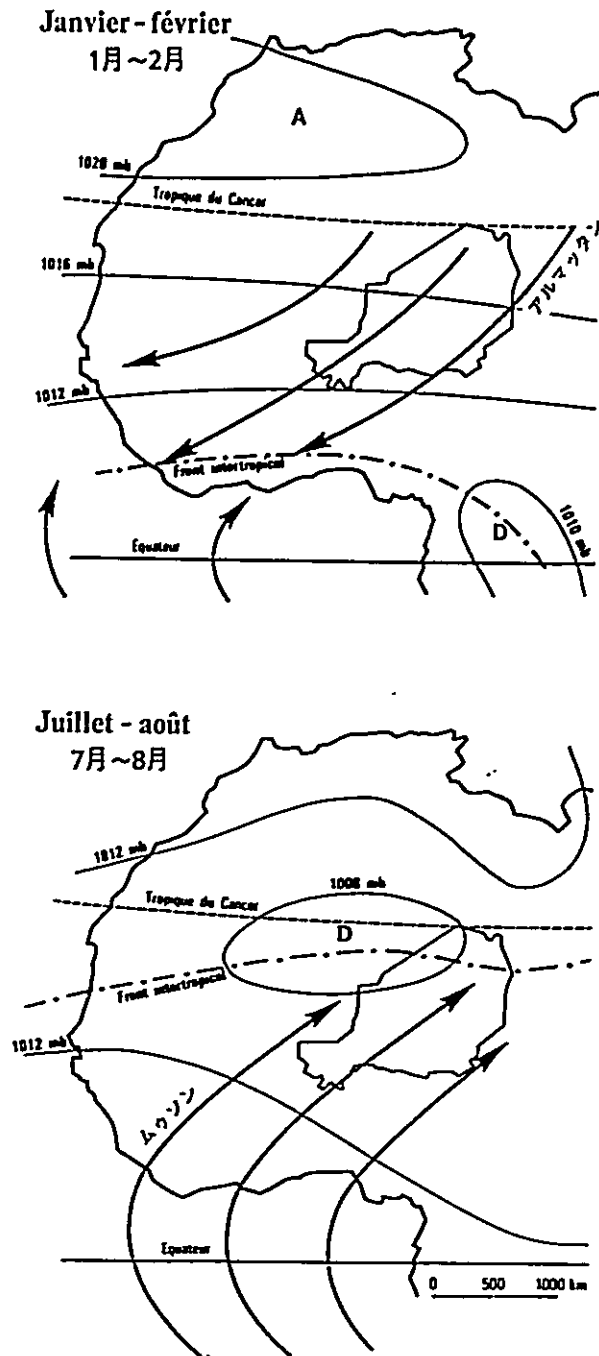 Janvier - février
1月～2月
A
1020 mb
Tropique du Cancer
1016 mb
アルマッタン
1012 mb
Front intertropical
1010 mb
D
Equateur
Juillet - août
7月～8月
1012 mb
1008 mb
Tropique du Cancer
D
Front intertropical
1012 mb
ムゥソン
Equateur
0 500 1000 km